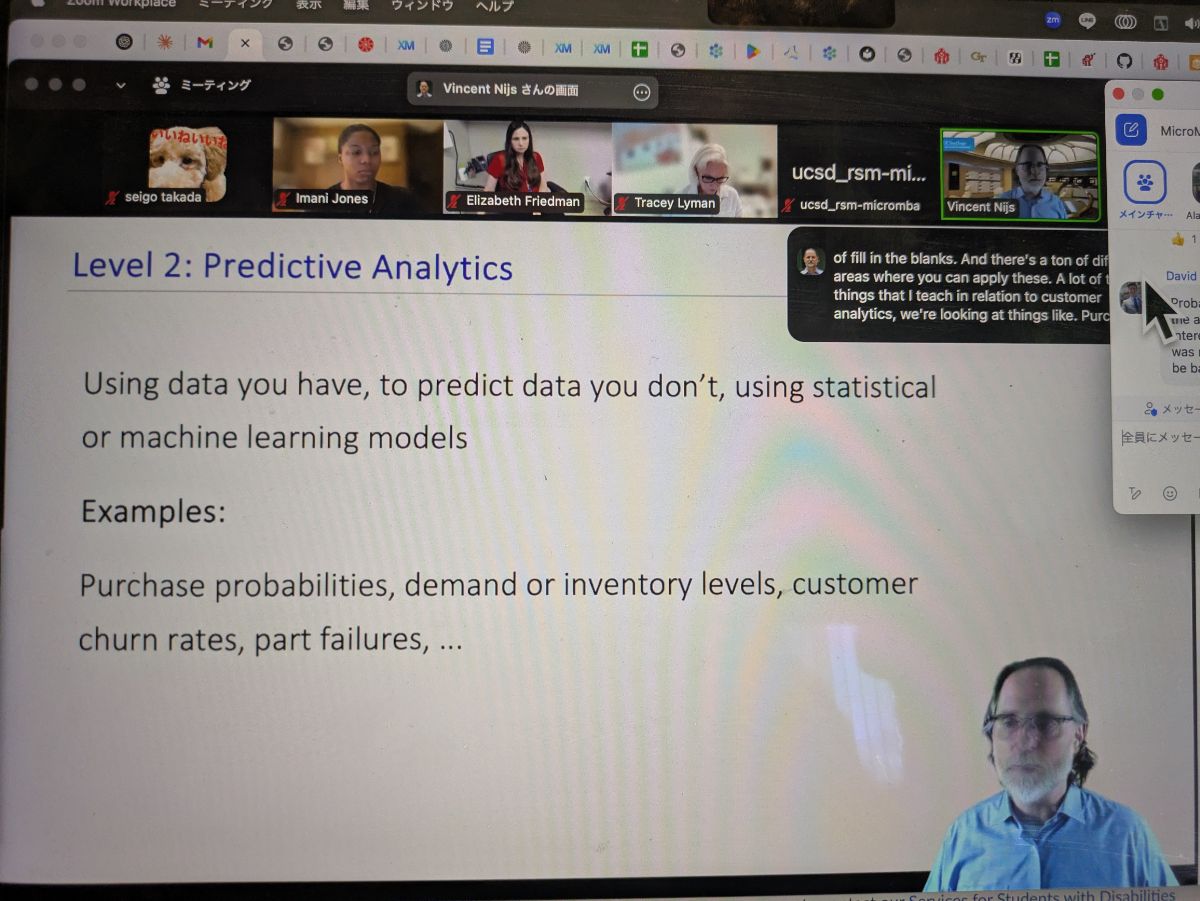 Zoom Workplace ミーティング 表示 編集 ウィンドウ ヘルプ
zm
LINE
XM
XM
XM
Gr
ミーティング
Vincent Nijs さんの画面
いいねいいね
seigo takada
Imani Jones
Elizabeth Friedman
Tracey Lyman
ucsd_rsm-mi...
ucsd_rsm-micromba
Vincent Nijs
Level 2: Predictive Analytics
of fill in the blanks. And there's a ton of dif
areas where you can apply these. A lot of t
things that I teach in relation to customer
analytics, we're looking at things like. Purc
Using data you have, to predict data you don't, using statistical
or machine learning models
Examples:
Purchase probabilities, demand or inventory levels, customer
churn rates, part failures, ...
MicroM
メインチャ…
Ala
1
David
Proba
the a
ntere
was
be ba
メッセー
全員にメッセー
our Services for Students with Disabilities